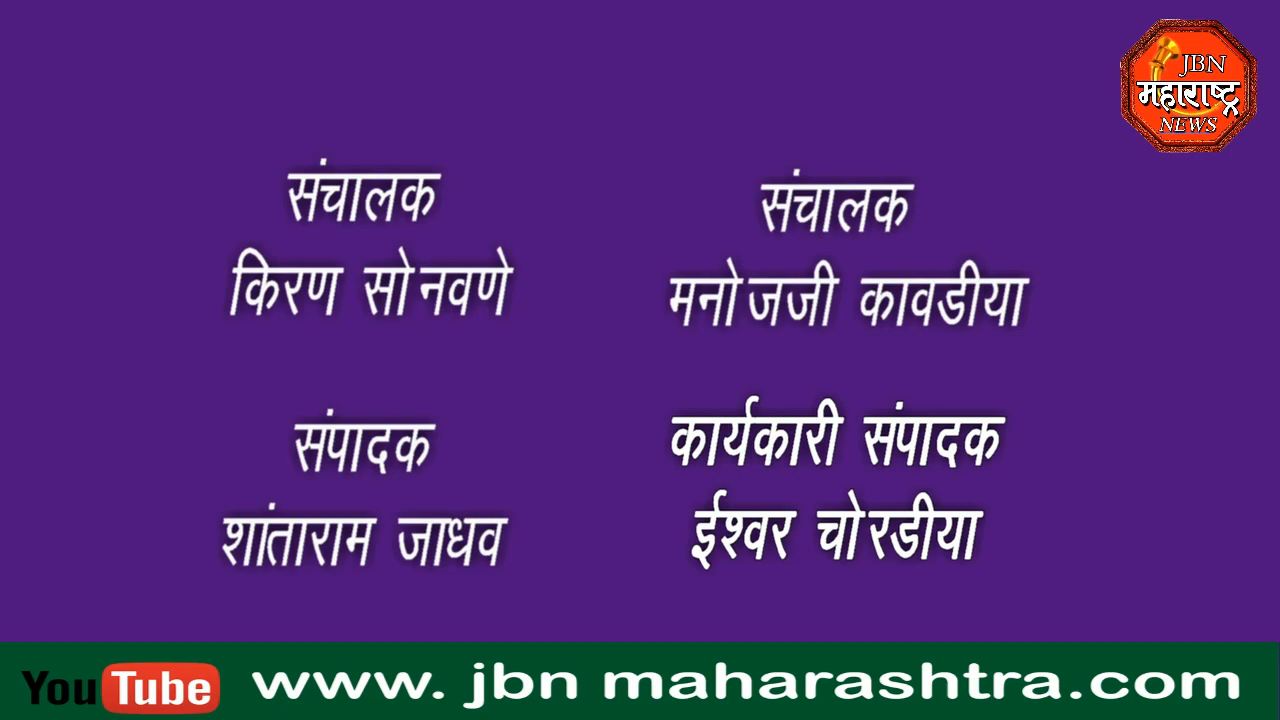 JBN
महाराष्ट्र
NEWS
संचालक
किरण सोनवणे
संचालक
मनोजजी कावडीया
संपादक
शांताराम जाधव
कार्यकारी संपादक
ईश्वर चोरडीया
YouTube
www. jbn maharashtra.com